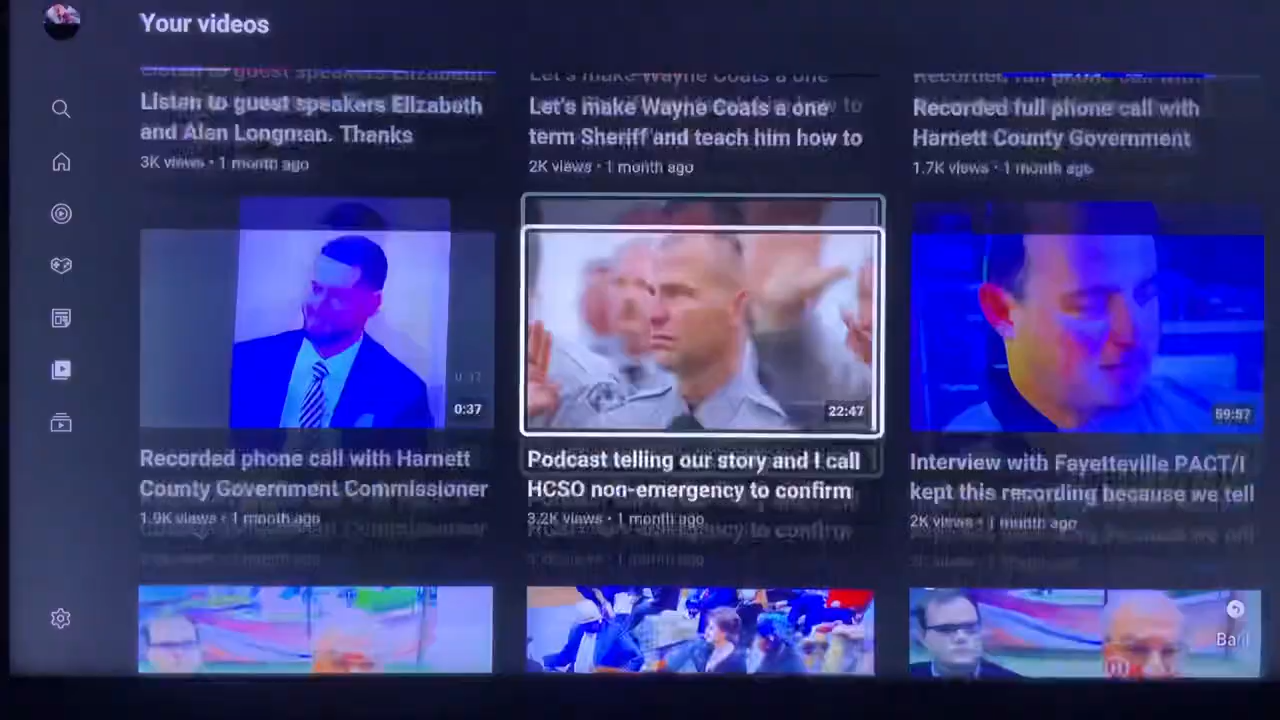 Your videos
Listen to guest speakers Elizabeth
and Alan Longman. Thanks
3K views • 1 month ago
Let's make Wayne Coats a one
term Sheriff and teach him how to
2K views • 1 month ago
Recorded full phone call with
Harnett County Government
1.7K views • 1 month ago
0:37
Recorded phone call with Harnett
County Government Commissioner
1.9K views • 1 month ago
22:47
Podcast telling our story and I call
HCSO non-emergency to confirm
3.2K views • 1 month ago
59:57
Interview with Fayetteville PACT/I
kept this recording because we tell
2K views • 1 month ago